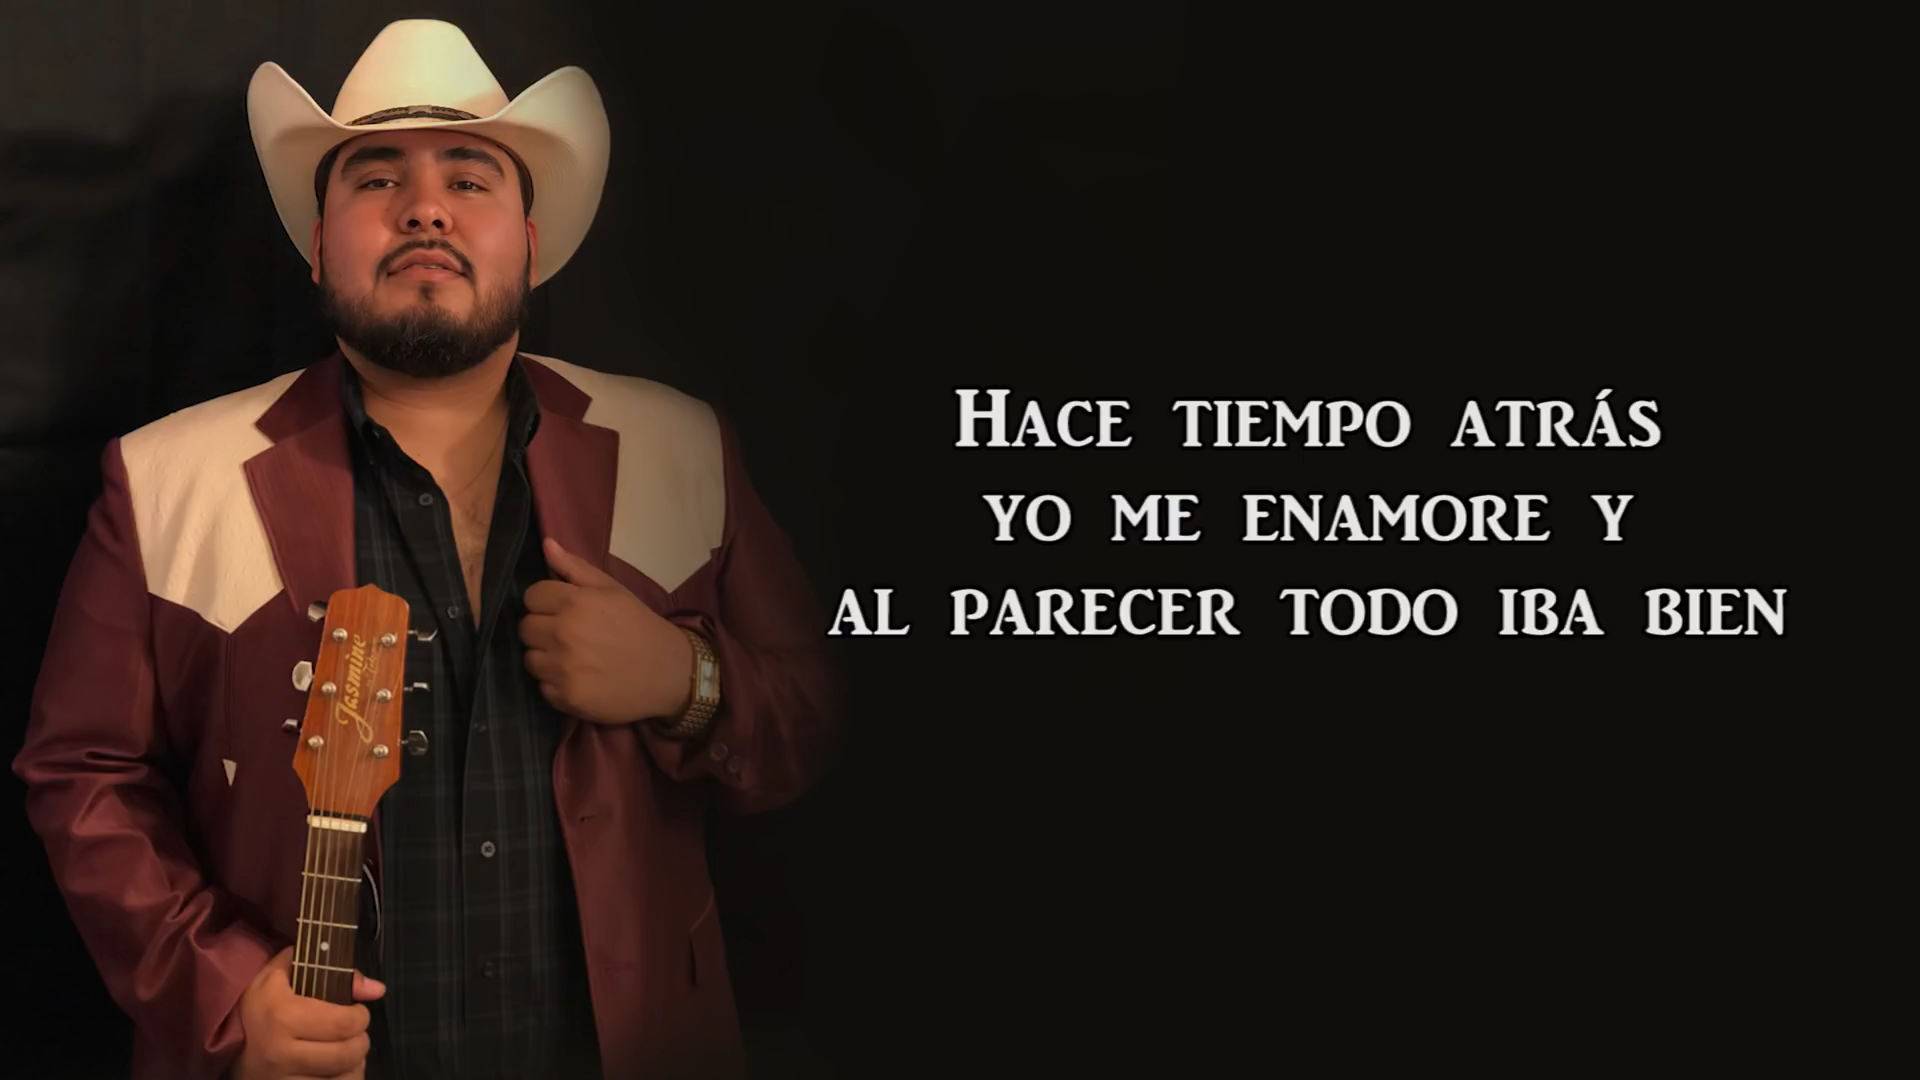 Hace tiempo atrás
yo me enamore y
al parecer todo iba bien
Jasmine